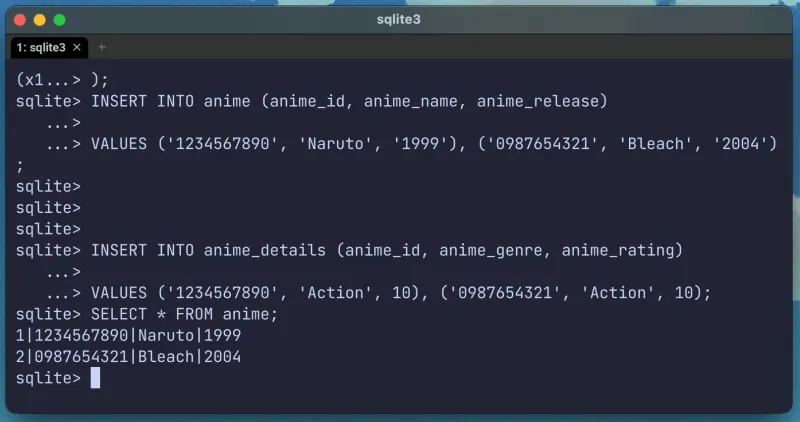 sqlite3
1: sqlite3 × +
(x1...> );
sqlite> INSERT INTO anime (anime_id, anime_name, anime_release)
   ...>
   ...> VALUES ('1234567890', 'Naruto', '1999'), ('0987654321', 'Bleach', '2004')
;
sqlite>
sqlite>
sqlite>
sqlite> INSERT INTO anime_details (anime_id, anime_genre, anime_rating)
   ...>
   ...> VALUES ('1234567890', 'Action', 10), ('0987654321', 'Action', 10);
sqlite> SELECT * FROM anime;
1|1234567890|Naruto|1999
2|0987654321|Bleach|2004
sqlite>